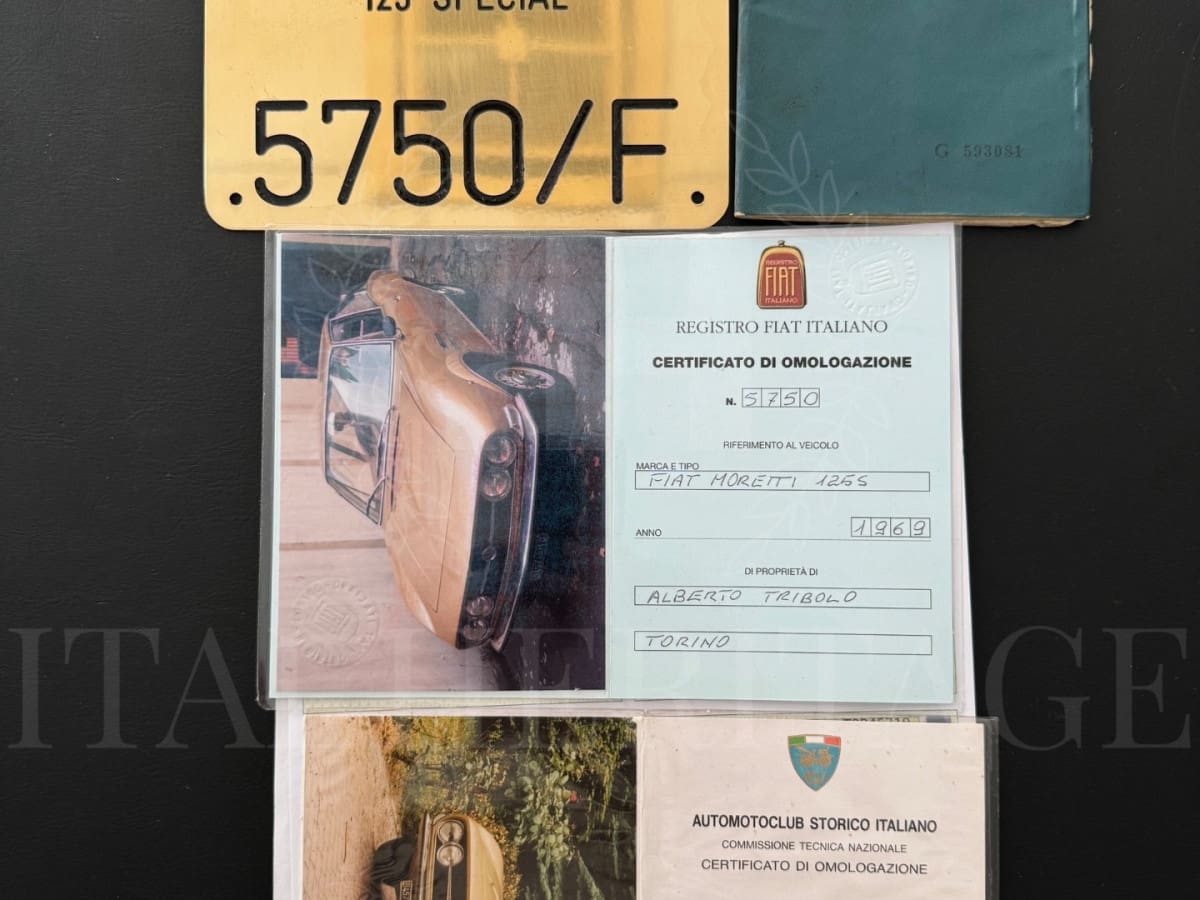 125 SPECIAL
.5750/F.
G 593081
REGISTRO
FIAT
ITALIANO
REGISTRO FIAT ITALIANO
CERTIFICATO DI OMOLOGAZIONE
N. 5750
RIFERIMENTO AL VEICOLO
MARCA E TIPO
FIAT MORETTI 125S
ANNO 1969
DI PROPRIETÀ DI
ALBERTO TRIBOLO
TORINO
ITALHERITAGE
AUTOMOTOCLUB STORICO ITALIANO
COMMISSIONE TECNICA NAZIONALE
CERTIFICATO DI OMOLOGAZIONE